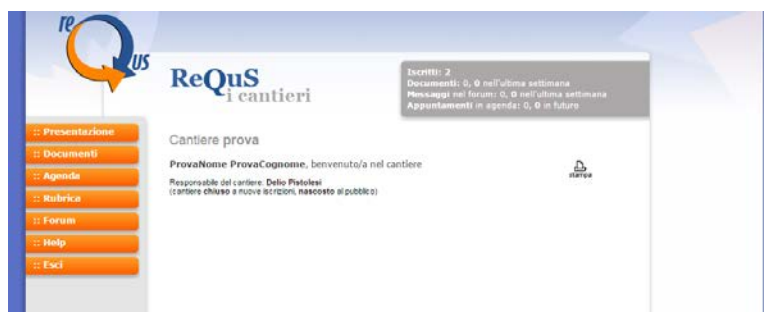 re
Qus
ReQuS
i cantieri
Iscritti: 2
Documenti: 0, 0 nell'ultima settimana
Messaggi nel forum: 0, 0 nell'ultima settimana
Appuntamenti in agenda: 0, 0 in futuro
:: Presentazione
:: Documenti
:: Agenda
:: Rubrica
:: Forum
:: Help
:: Esci
Cantiere prova
ProvaNome ProvaCognome, benvenuto/a nel cantiere
stampa
Responsabile del cantiere: Delio Pistolesi
(cantiere chiuso a nuove iscrizioni, nascosto al pubblico)